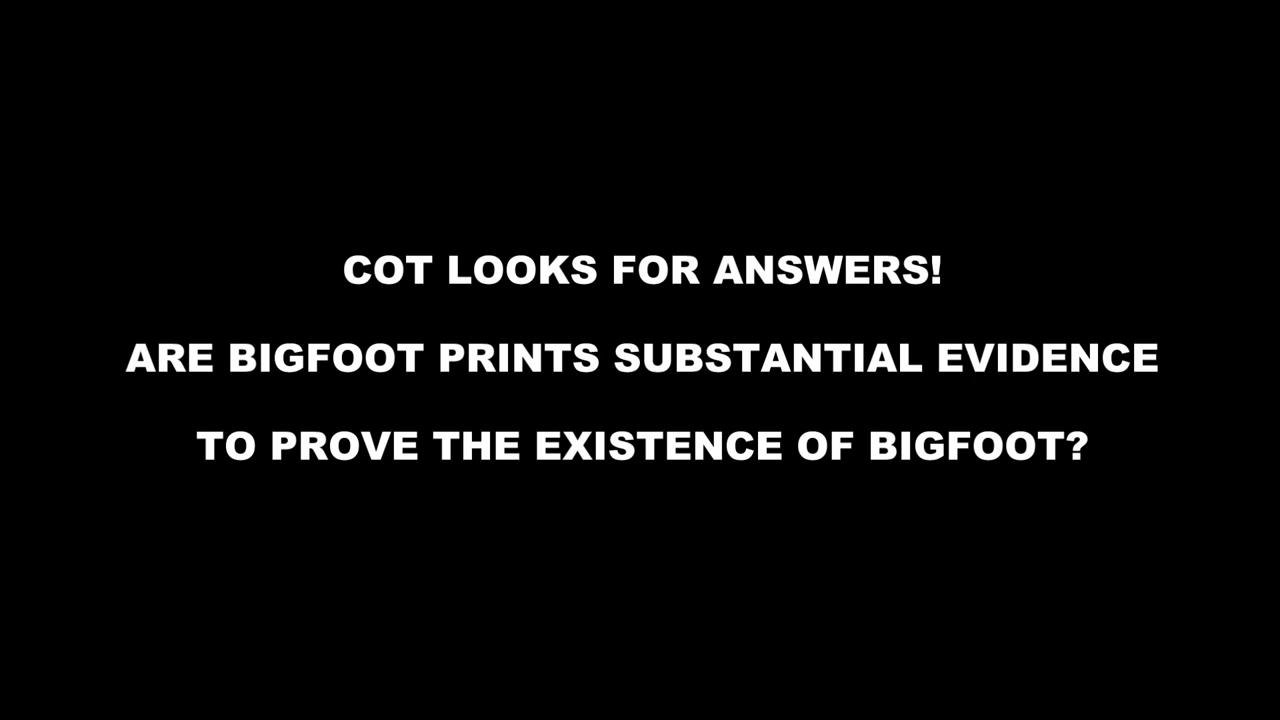 COT LOOKS FOR ANSWERS!
ARE BIGFOOT PRINTS SUBSTANTIAL EVIDENCE
TO PROVE THE EXISTENCE OF BIGFOOT?